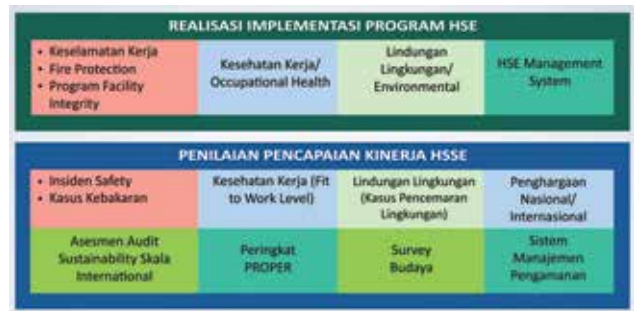 REALISASI IMPLEMENTASI PROGRAM HSE
• Keselamatan Kerja
• Fire Protection
• Program Facility
Integrity
Kesehatan Kerja/
Occupational Health
Lindungan
Lingkungan/
Environmental
HSE Management
System
PENILAIAN PENCAPAIAN KINERJA HSSE
• Insiden Safety
• Kasus Kebakaran
Kesehatan Kerja (Fit
to Work Level)
Lindungan Lingkungan
(Kasus Pencemaran
Lingkungan)
Penghargaan
Nasional/
Internasional
Asesmen Audit
Sustainability Skala
International
Peringkat
PROPER
Survey
Budaya
Sistem
Manajemen
Pengamanan